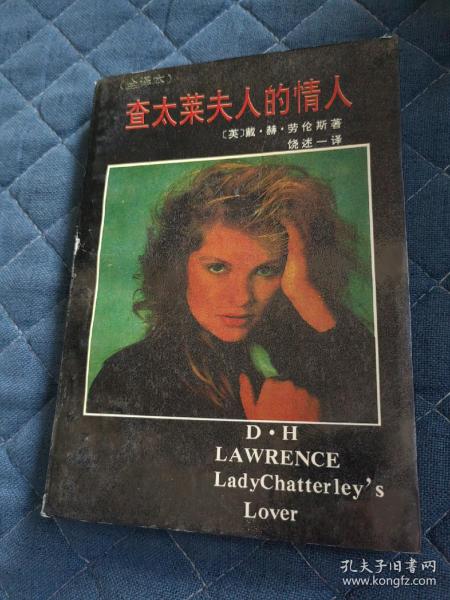 （全译本）
查太莱夫人的情人
〔英〕戴·赫·劳伦斯著
饶述一译
D·H
LAWRENCE
LadyChatterley's
Lover
孔夫子旧书网
www.kongfz.com